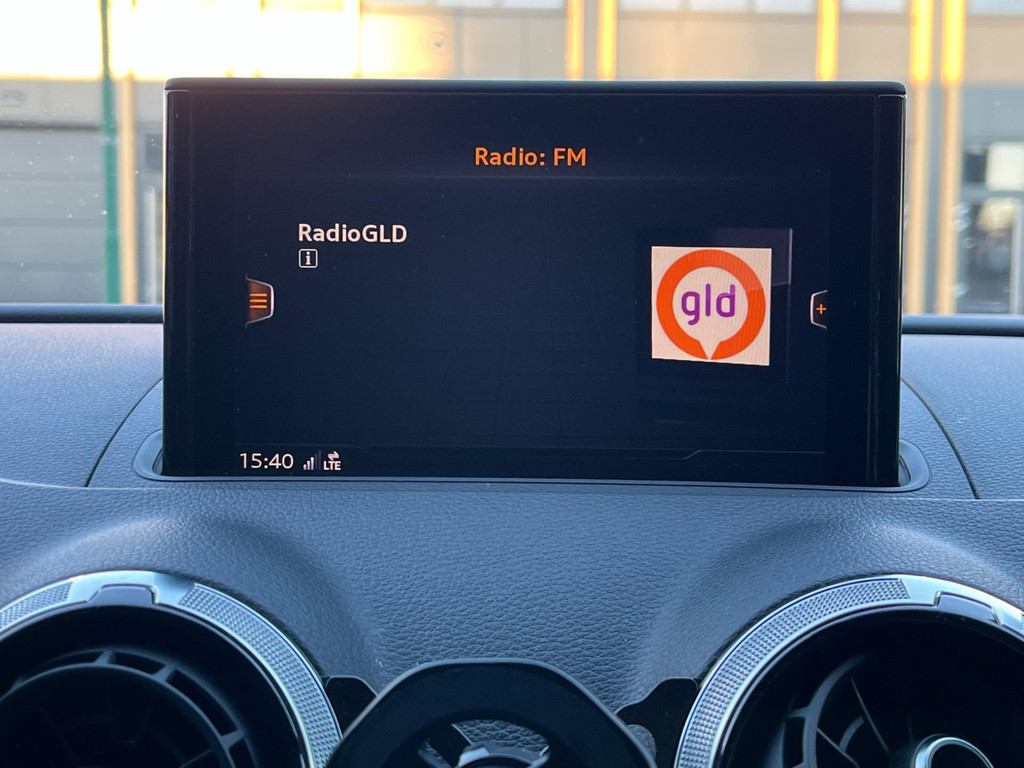 Radio: FM
RadioGLD
i
gld
+
15:40 LTE